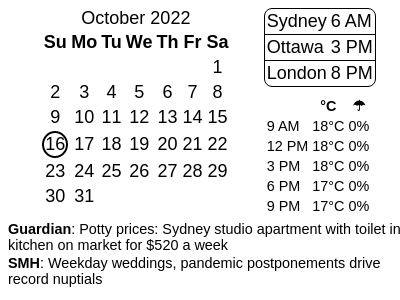 October 2022
Su Mo Tu We Th Fr Sa
1
2 3 4 5 6 7 8
9 10 11 12 13 14 15
16 17 18 19 20 21 22
23 24 25 26 27 28 29
30 31
Sydney 6 AM
Ottawa 3 PM
London 8 PM
°C ☂
9 AM 18°C 0%
12 PM 18°C 0%
3 PM 18°C 0%
6 PM 17°C 0%
9 PM 17°C 0%
Guardian: Potty prices: Sydney studio apartment with toilet in
kitchen on market for $520 a week
SMH: Weekday weddings, pandemic postponements drive
record nuptials